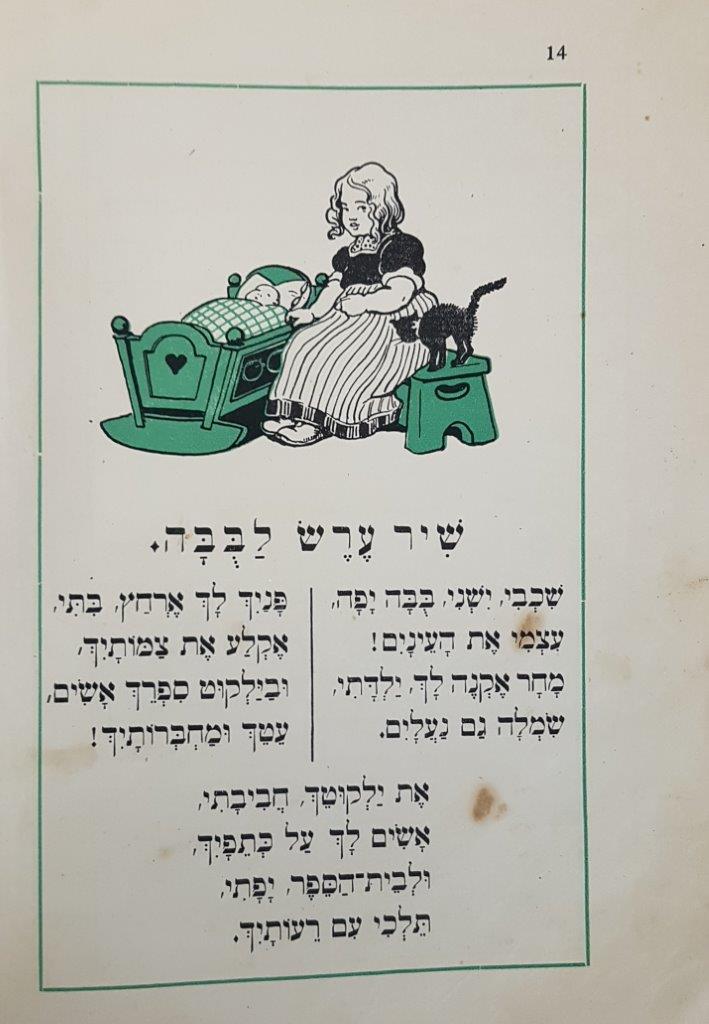 14
שִׁיר עֶרֶשׂ לַבֻּבָּה.
שִׁכְבִי, יִשְׁנִי, בֻּבָּה יָפָה,
עִצְמִי אֶת הָעֵינָיִם!
מָחָר אֶקְנֶה לָךְ, יַלְדָּתִי,
שִׂמְלָה גַם נַעֲלָיִם.
פָּנַיִךְ לָךְ אֶרְחַץ, בִּתִּי,
אֶקְלַע אֶת צַמּוֹתָיִךְ,
וּבַיַּלְקוּט סִפְרֵךְ אָשִׂים,
עֵטֵךְ וּמַחְבְּרוֹתָיִךְ!
אֶת יַלְקוּטֵךְ, חֲבִיבָתִי,
אָשִׂים לָךְ עַל כְּתֵפָיִךְ,
וּלְבֵית־הַסֵּפֶר, יָפָתִי,
תֵּלְכִי עִם רֵעוֹתָיִךְ.